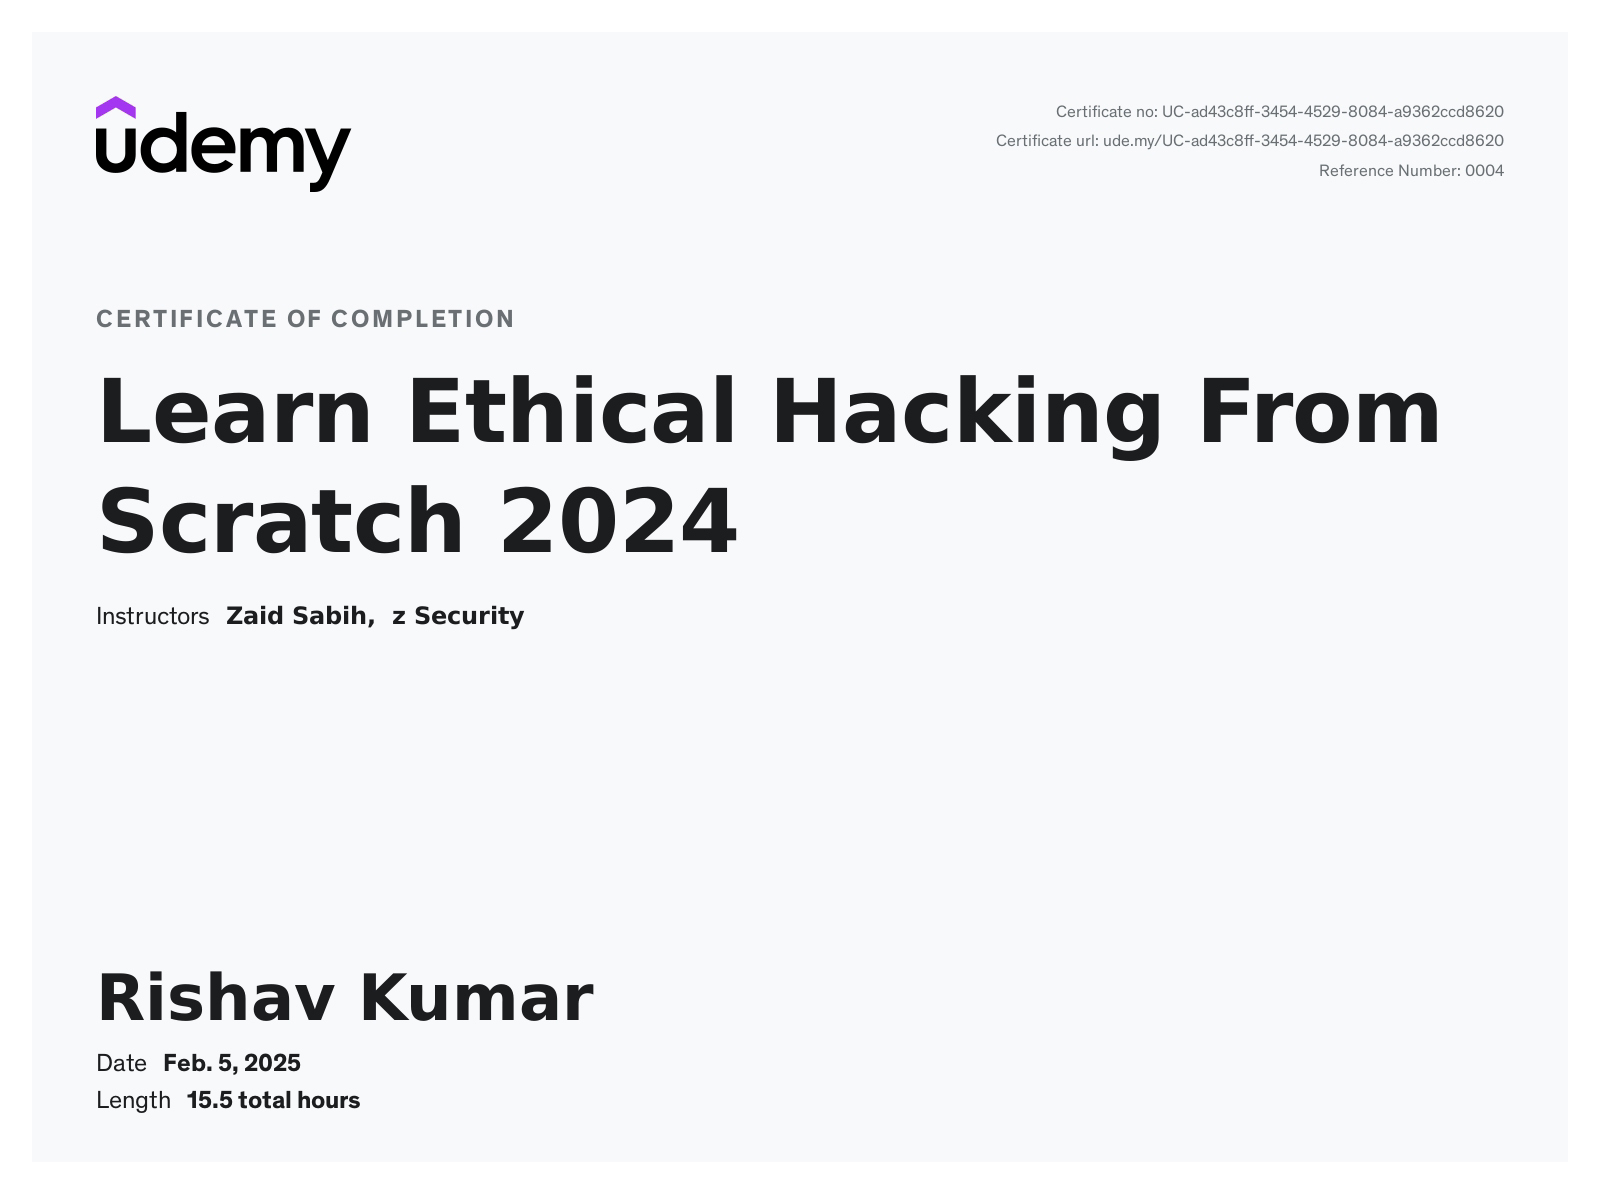 udemy
Certificate no: UC-ad43c8ff-3454-4529-8084-a9362ccd8620
Certificate url: ude.my/UC-ad43c8ff-3454-4529-8084-a9362ccd8620
Reference Number: 0004
CERTIFICATE OF COMPLETION
Learn Ethical Hacking From
Scratch 2024
Instructors Zaid Sabih, z Security
Rishav Kumar
Date Feb. 5, 2025
Length 15.5 total hours